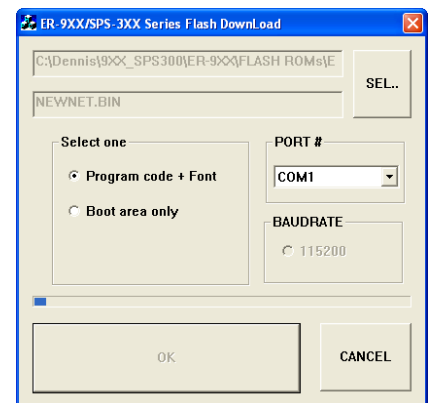 ER-9XX/SPS-3XX Series Flash DownLoad
C:\Dennis\9XX_SPS300\ER-9XX\FLASH ROMs\E
SEL..
NEWNET.BIN
Select one
PORT #
Program code + Font
COM1
Boot area only
BAUDRATE
115200
OK
CANCEL